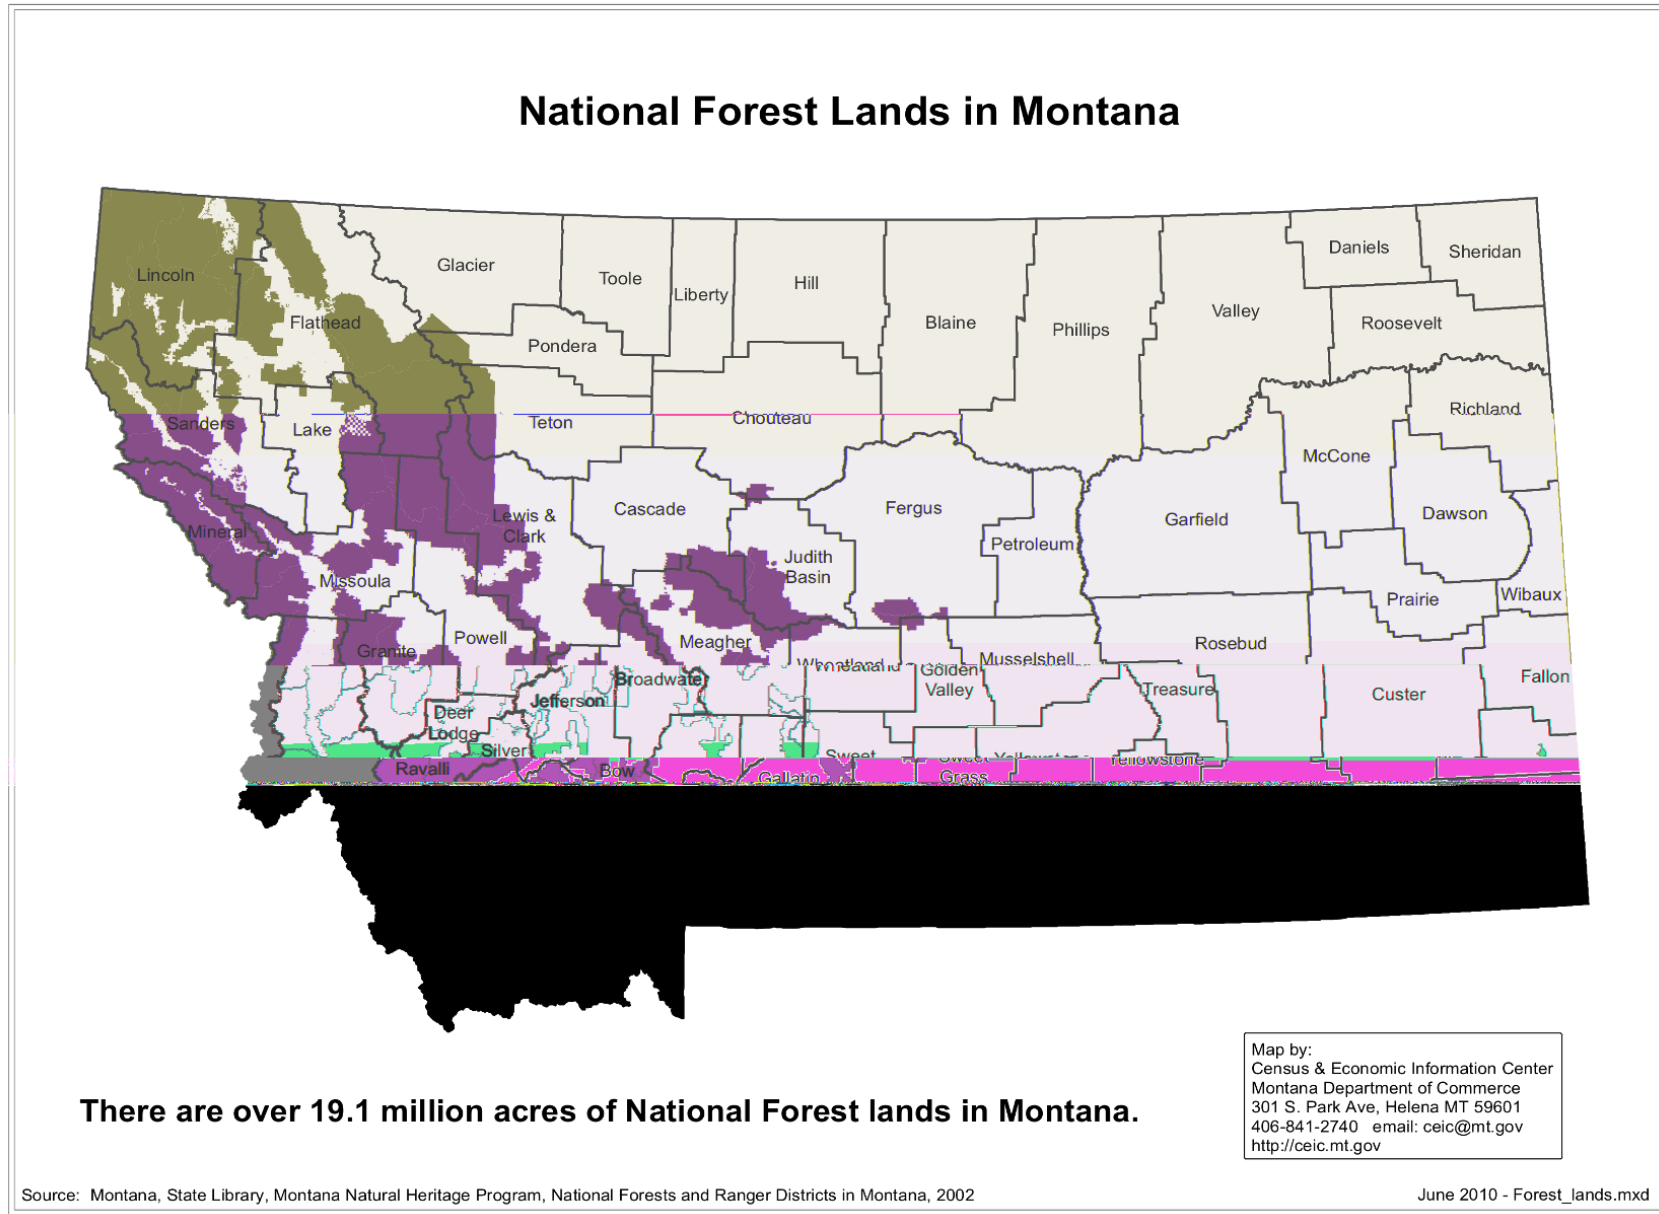 National Forest Lands in Montana
Lincoln
Glacier
Toole
Liberty
Hill
Blaine
Phillips
Valley
Daniels
Sheridan
Roosevelt
Flathead
Pondera
Sanders
Lake
Teton
Chouteau
Richland
McCone
Mineral
Lewis &
Clark
Cascade
Fergus
Petroleum
Garfield
Dawson
Missoula
Judith
Basin
Prairie
Wibaux
Granite
Powell
Meagher
Wheatland
Golden
Valley
Musselshell
Rosebud
Broadwater
Jefferson
Deer
Lodge
Treasure
Custer
Fallon
Silver
Bow
Sweet
Yellowstone
Ravalli
Gallatin
Sweet
Grass
Yellowstone
There are over 19.1 million acres of National Forest lands in Montana.
Map by:
Census & Economic Information Center
Montana Department of Commerce
301 S. Park Ave, Helena MT 59601
406-841-2740 email: ceic@mt.gov
http://ceic.mt.gov
Source: Montana, State Library, Montana Natural Heritage Program, National Forests and Ranger Districts in Montana, 2002
June 2010 - Forest_lands.mxd